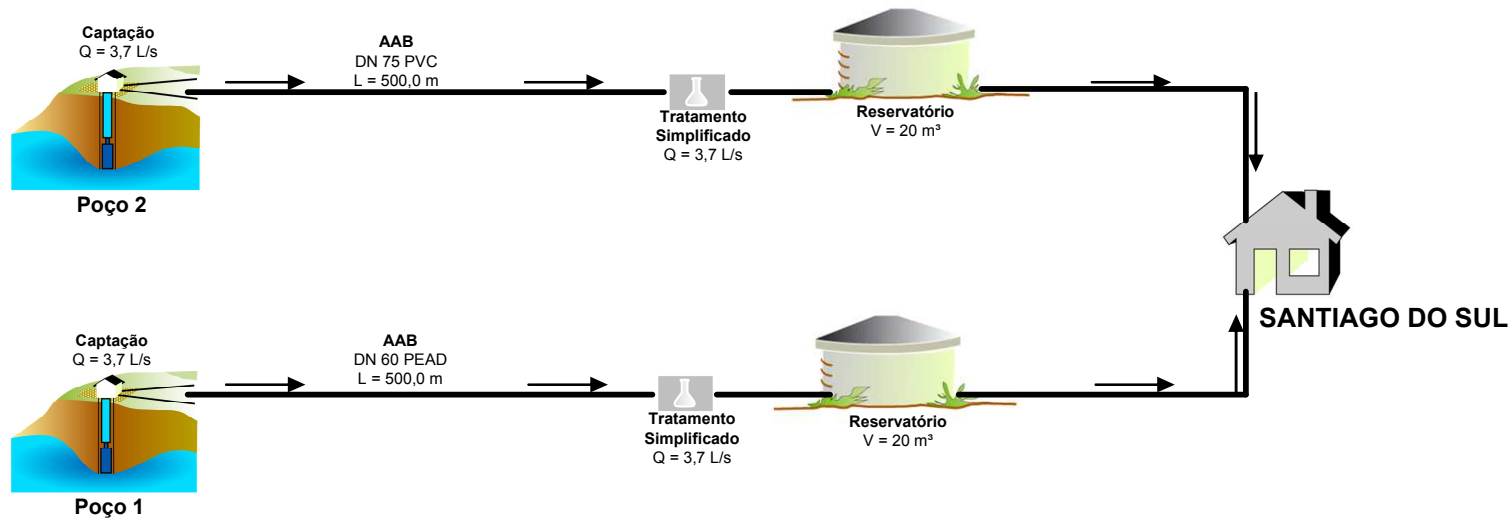 Captação
Q = 3,7 L/s
AAB
DN 75 PVC
L = 500,0 m
Tratamento
Simplificado
Q = 3,7 L/s
Reservatório
V = 20 m³
Poço 2
SANTIAGO DO SUL
Captação
Q = 3,7 L/s
AAB
DN 60 PEAD
L = 500,0 m
Tratamento
Simplificado
Q = 3,7 L/s
Reservatório
V = 20 m³
Poço 1